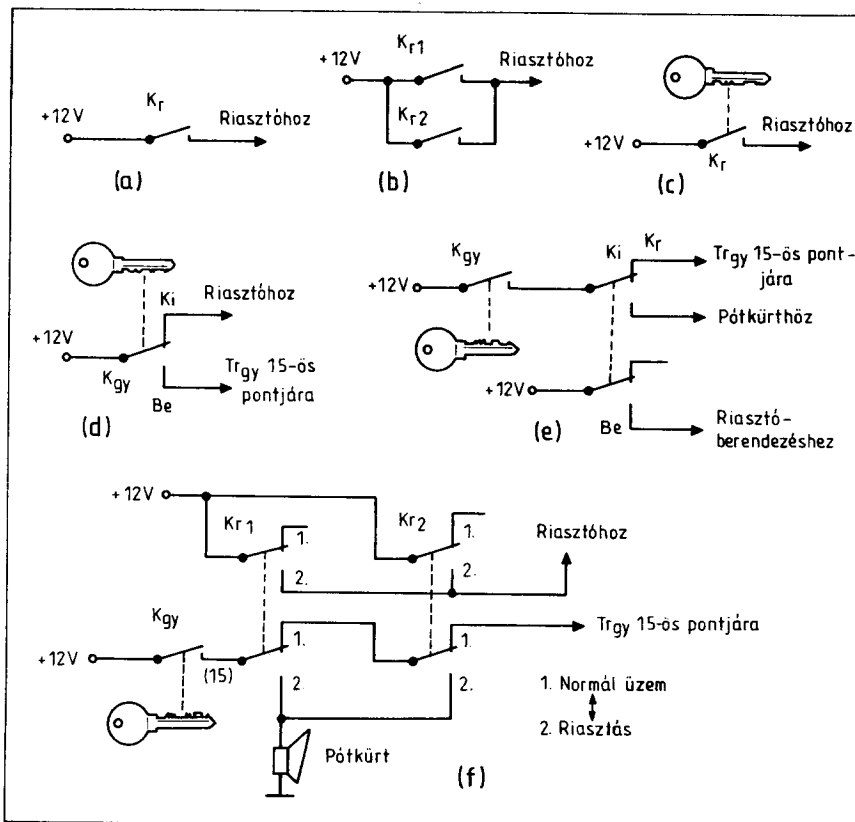 +12V
Kr
Riasztóhoz
(a)
+12V
Kr1
Riasztóhoz
Kr2
(b)
+12V
Riasztóhoz
Kr
(c)
Ki
Riasztóhoz
+12V
Kgy
Trgy 15-ös
pontjára
Be
(d)
Kgy
Ki
Kr
Trgy 15-ös pont-
jára
+12V
Pótkürthöz
+12V
Be
Riasztó-
berendezéshez
(e)
+12V
Kr1
1.
2.
Kr2
1.
2.
Riasztóhoz
Kgy
+12V
(15)
1.
2.
1.
2.
Trgy 15-ös pontjára
1. Normál üzem
2. Riasztás
Pótkürt
(f)